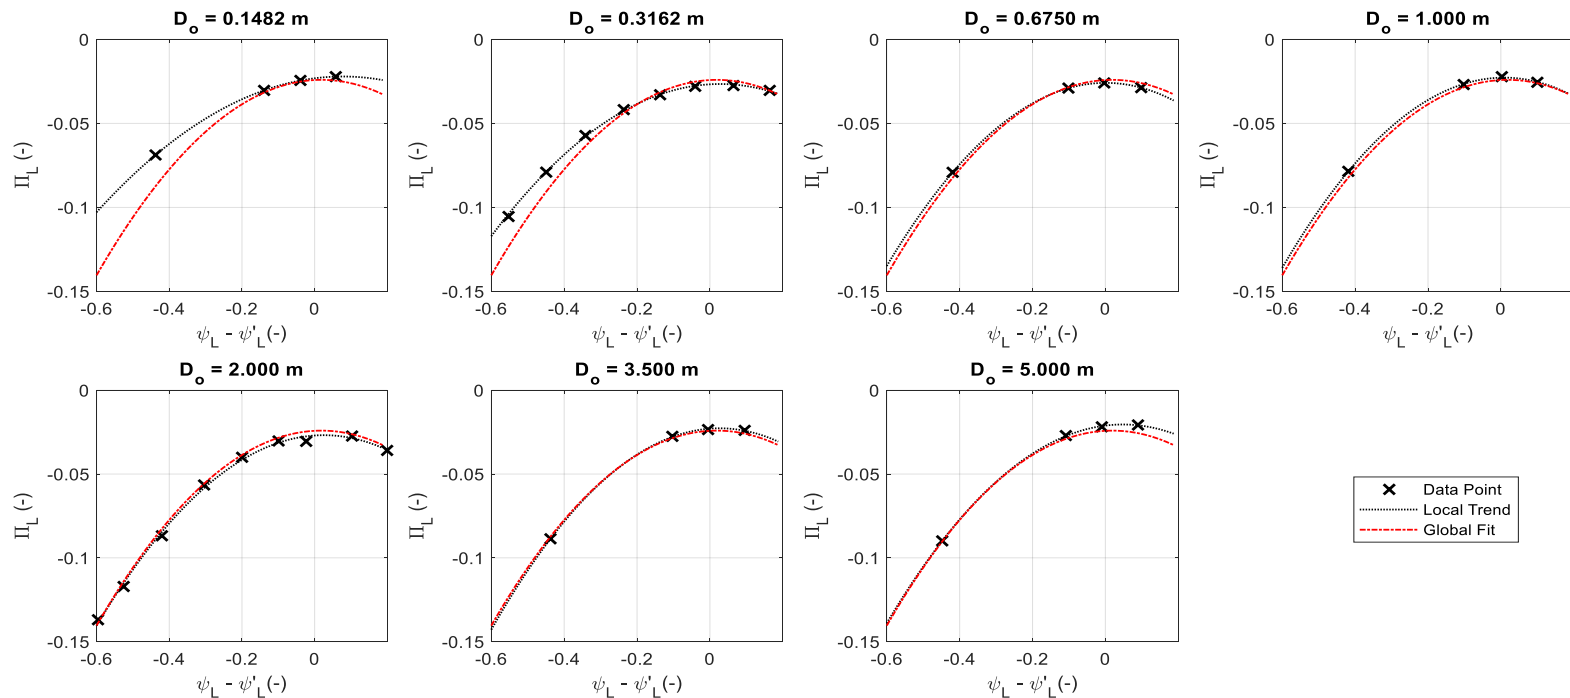 D_o = 0.1482 m
0
-0.05
-0.1
-0.15
Π_L (-)
-0.6 -0.4 -0.2 0
ψ_L - ψ'_L(-)
D_o = 0.3162 m
0
-0.05
-0.1
-0.15
Π_L (-)
-0.6 -0.4 -0.2 0
ψ_L - ψ'_L(-)
D_o = 0.6750 m
0
-0.05
-0.1
-0.15
Π_L (-)
-0.6 -0.4 -0.2 0
ψ_L - ψ'_L(-)
D_o = 1.000 m
0
-0.05
-0.1
-0.15
Π_L (-)
-0.6 -0.4 -0.2 0
ψ_L - ψ'_L(-)
D_o = 2.000 m
0
-0.05
-0.1
-0.15
Π_L (-)
-0.6 -0.4 -0.2 0
ψ_L - ψ'_L(-)
D_o = 3.500 m
0
-0.05
-0.1
-0.15
Π_L (-)
-0.6 -0.4 -0.2 0
ψ_L - ψ'_L(-)
D_o = 5.000 m
0
-0.05
-0.1
-0.15
Π_L (-)
-0.6 -0.4 -0.2 0
ψ_L - ψ'_L(-)
Data Point
Local Trend
Global Fit